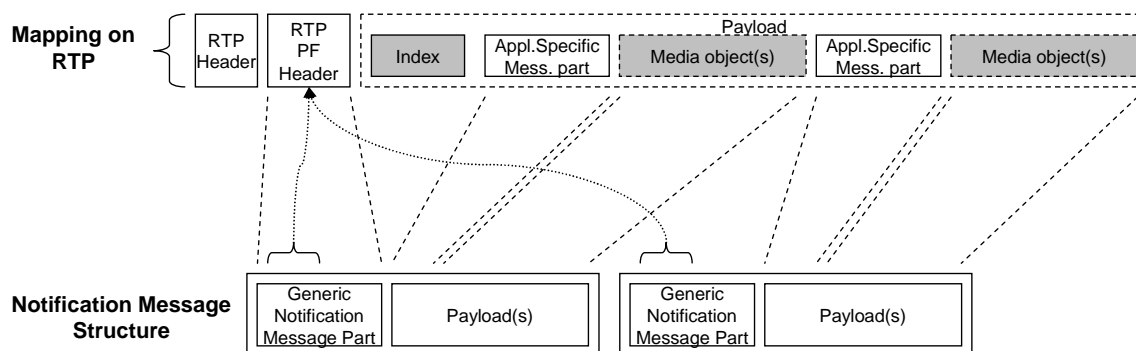 Mapping on
RTP
RTP
Header
RTP
PF
Header
Payload
Index
Appl.Specific
Mess. part
Media object(s)
Appl.Specific
Mess. part
Media object(s)
Notification Message
Structure
Generic
Notification
Message Part
Payload(s)
Generic
Notification
Message Part
Payload(s)